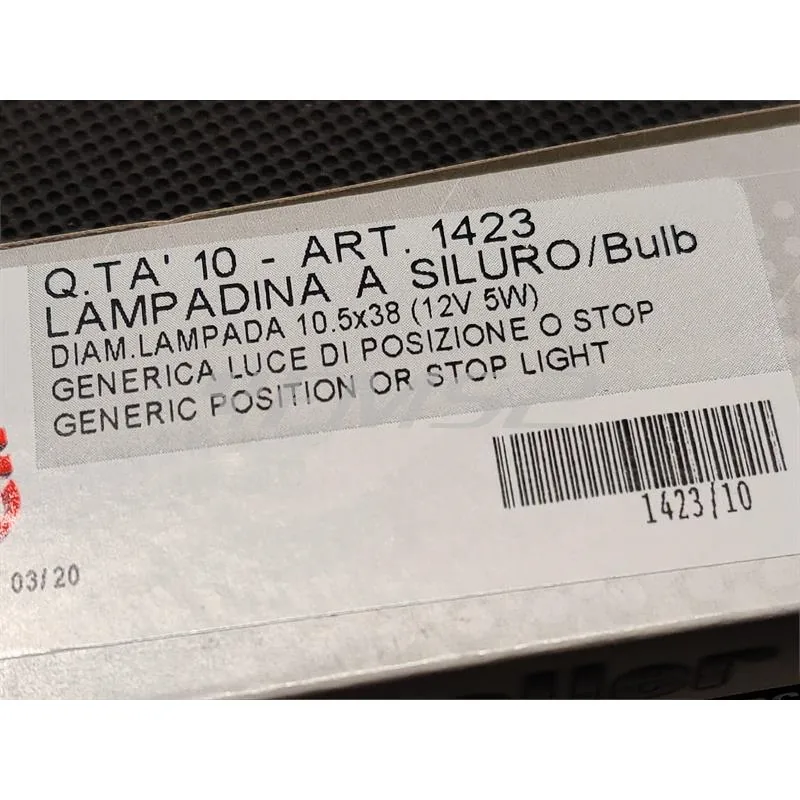 Q.TA' 10 - ART. 1423
LAMPADINA A SILURO/Bulb
DIAM.LAMPADA 10.5x38 (12V 5W)
GENERICA LUCE DI POSIZIONE O STOP
GENERIC POSITION OR STOP LIGHT
1423/10
03/20